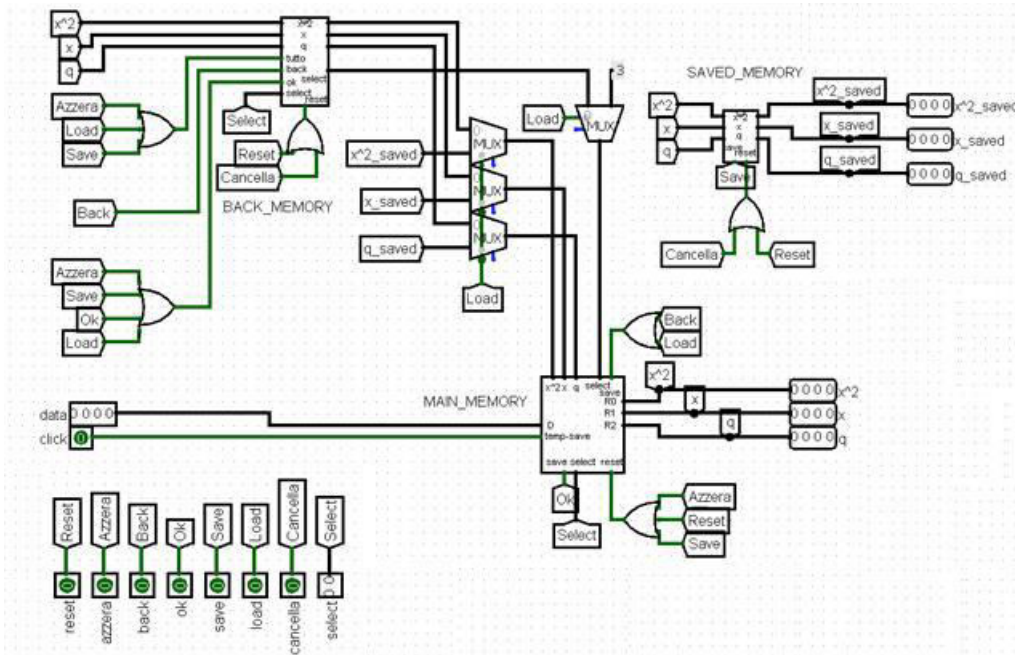 x^2
x
q
x^2
x
q
tutto
back
ok select
select
reset
Azzera
Load
Save
Select
Reset
Cancella
BACK_MEMORY
Back
Azzera
Save
Ok
Load
x^2_saved
x_saved
q_saved
0
MUX
0
MUX
Load
3
Load
MUX
SAVED_MEMORY
x^2
x
q
x^2
x
q
save
reset
Save
Cancella
Reset
x^2_saved
x_saved
q_saved
0 0 0 0 x^2_saved
0 0 0 0 x_saved
0 0 0 0 q_saved
Back
Load
MAIN_MEMORY
x^2 x q select
save
R0
R1
R2
D
temp-save
save select reset
Ok
Select
x^2
x
q
0 0 0 0 x^2
0 0 0 0 x
0 0 0 0 q
data 0 0 0 0
click 0
Azzera
Reset
Save
Reset
Azzera
Back
Ok
Save
Load
Cancella
Select
0 0 0 0 0 0 0 0 0
reset
azzera
back
ok
save
load
cancella
select